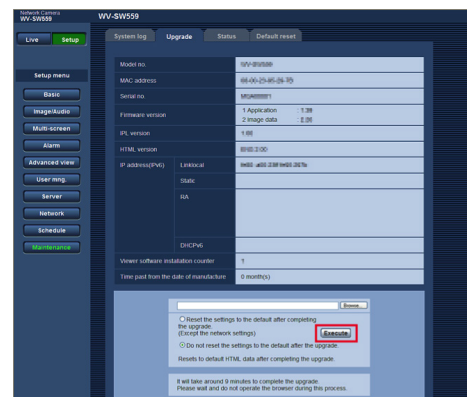 Network Camera
WV-SW559
WV-SW559
Live
Setup
System log
Upgrade
Status
Default reset
Setup menu
Basic
Image/Audio
Multi-screen
Alarm
Advanced view
User mng.
Server
Network
Schedule
Maintenance
Model no.
MAC address
Serial no.
Firmware version
1.Application :
2.Image data :
IPL version
HTML version
IP address(IPv6)
Linklocal
Static
RA
DHCPv6
Viewer software installation counter
1
Time past from the date of manufacture
0 month(s)
Browse...
Reset the settings to the default after completing
the upgrade.
(Except the network settings)
Execute
Do not reset the settings to the default after the upgrade.
Resets to default HTML data after completing the upgrade.
It will take around 9 minutes to complete the upgrade.
Please wait and do not operate the browser during this process.